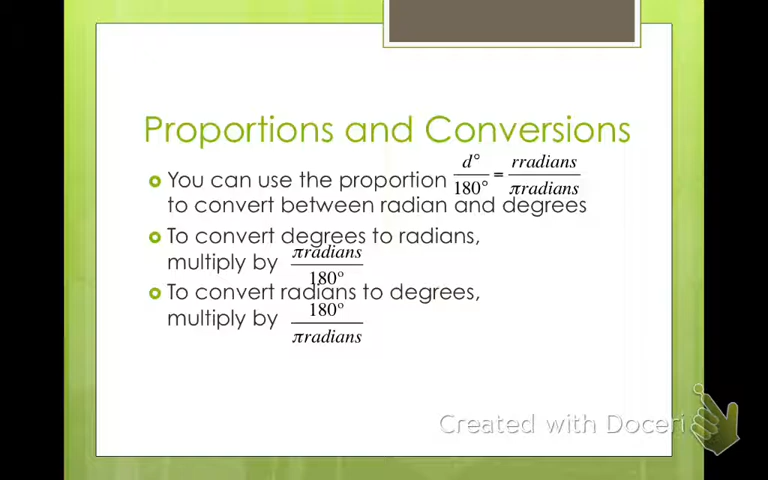 Proportions and Conversions
You can use the proportion d°/180° = rradians/πradians
to convert between radian and degrees
To convert degrees to radians,
multiply by πradians/180°
To convert radians to degrees,
multiply by 180°/πradians
Created with Doceri